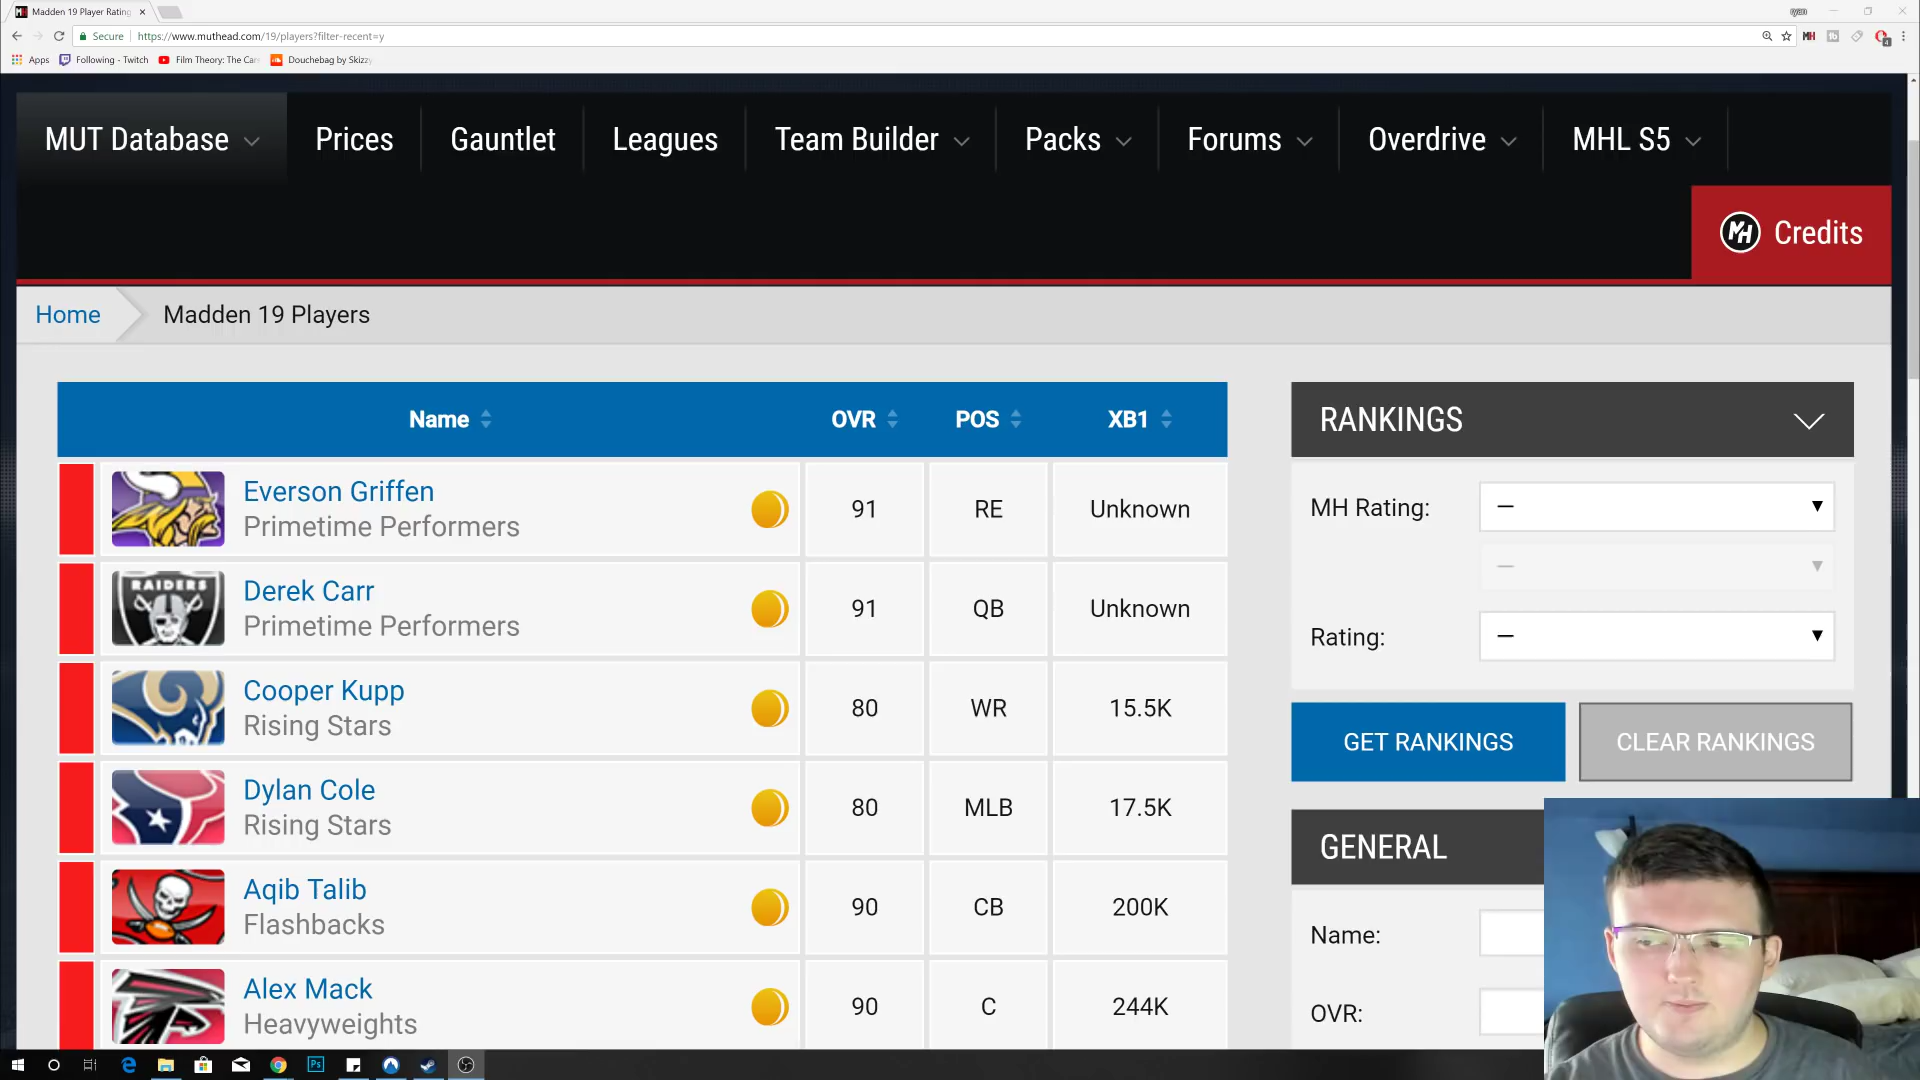 Madden 19 Player Rating
ryan
Secure
https://www.muthead.com/19/players?filter-recent=y
Apps
Following - Twitch
Film Theory: The Car
Douchebag by Skizzy
MUT Database
Prices
Gauntlet
Leagues
Team Builder
Packs
Forums
Overdrive
MHL S5
MH Credits
Home
Madden 19 Players
Name OVR POS XB1
Everson Griffen
Primetime Performers
91 RE Unknown
RAIDERS
Derek Carr
Primetime Performers
91 QB Unknown
Cooper Kupp
Rising Stars
80 WR 15.5K
Dylan Cole
Rising Stars
80 MLB 17.5K
Aqib Talib
Flashbacks
90 CB 200K
Alex Mack
Heavyweights
90 C 244K
RANKINGS
MH Rating: —
—
Rating: —
GET RANKINGS
CLEAR RANKINGS
GENERAL
Name:
OVR:
Ps